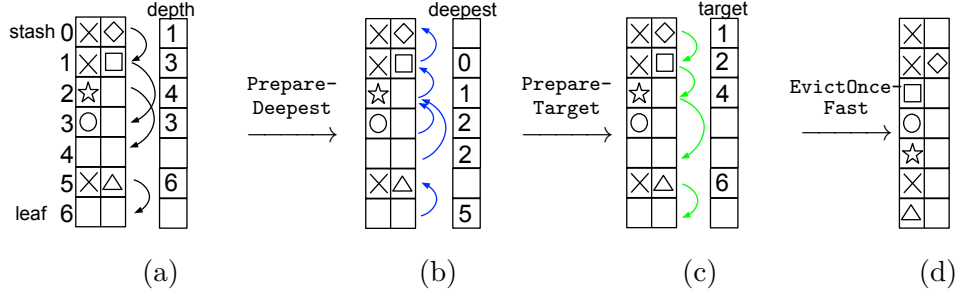 depth
deepest
target
stash 0 1
1 3 0 2
2 4 1 4
3 3 2
4 2
5 6 6
leaf 6 5
Prepare-
Deepest
Prepare-
Target
EvictOnce-
Fast
1
(a)
(b)
(c)
(d)